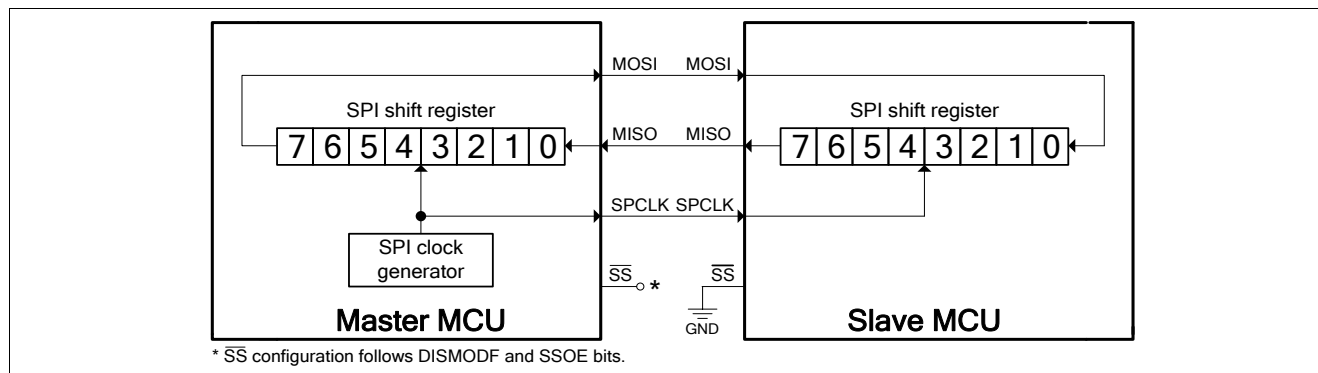 MOSI MOSI
SPI shift register SPI shift register
7 6 5 4 3 2 1 0 MISO MISO 7 6 5 4 3 2 1 0
SPCLK SPCLK
SPI clock
generator
SS * SS
GND
Master MCU Slave MCU
* SS configuration follows DISMODF and SSOE bits.